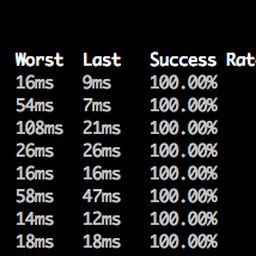 Worst Last Success Rat
16ms 9ms 100.00%
54ms 7ms 100.00%
108ms 21ms 100.00%
26ms 26ms 100.00%
16ms 16ms 100.00%
58ms 47ms 100.00%
14ms 12ms 100.00%
18ms 18ms 100.00%